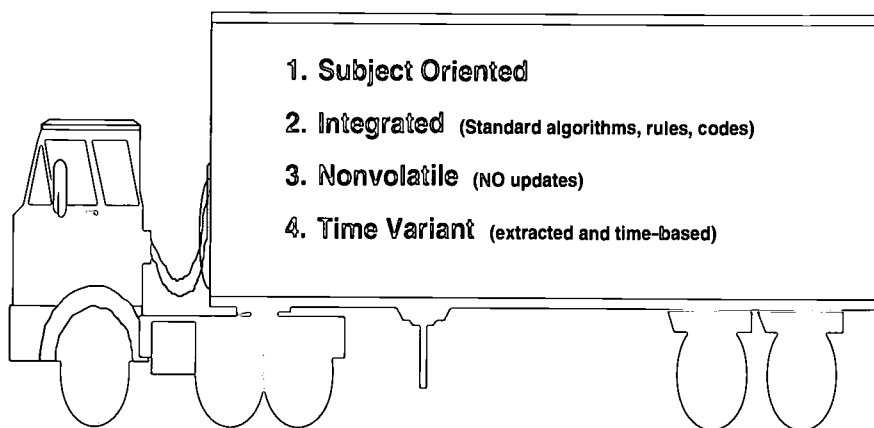 1. Subject Oriented
2. Integrated (Standard algorithms, rules, codes)
3. Nonvolatile (NO updates)
4. Time Variant (extracted and time-based)